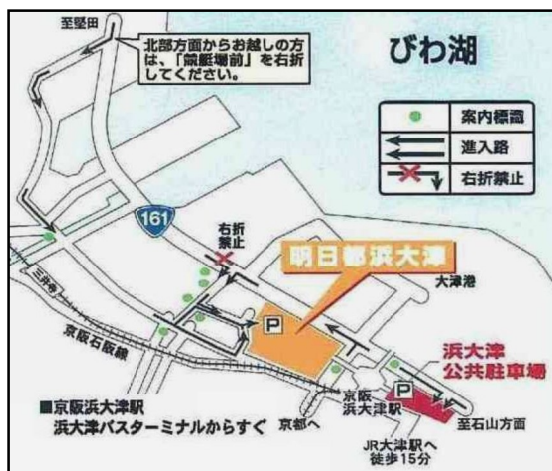 至堅田
北部方面からお越しの方
は、「競艇場前」を右折
してください。
びわ湖
案内標識
進入路
右折禁止
161
右折
禁止
明日都浜大津
大津港
三井寺
京阪石阪線
P
浜大津
公共駐車場
P
京阪
浜大津駅
至石山方面
■京阪浜大津駅
浜大津バスターミナルからすぐ
京都へ
JR大津駅へ
徒歩15分